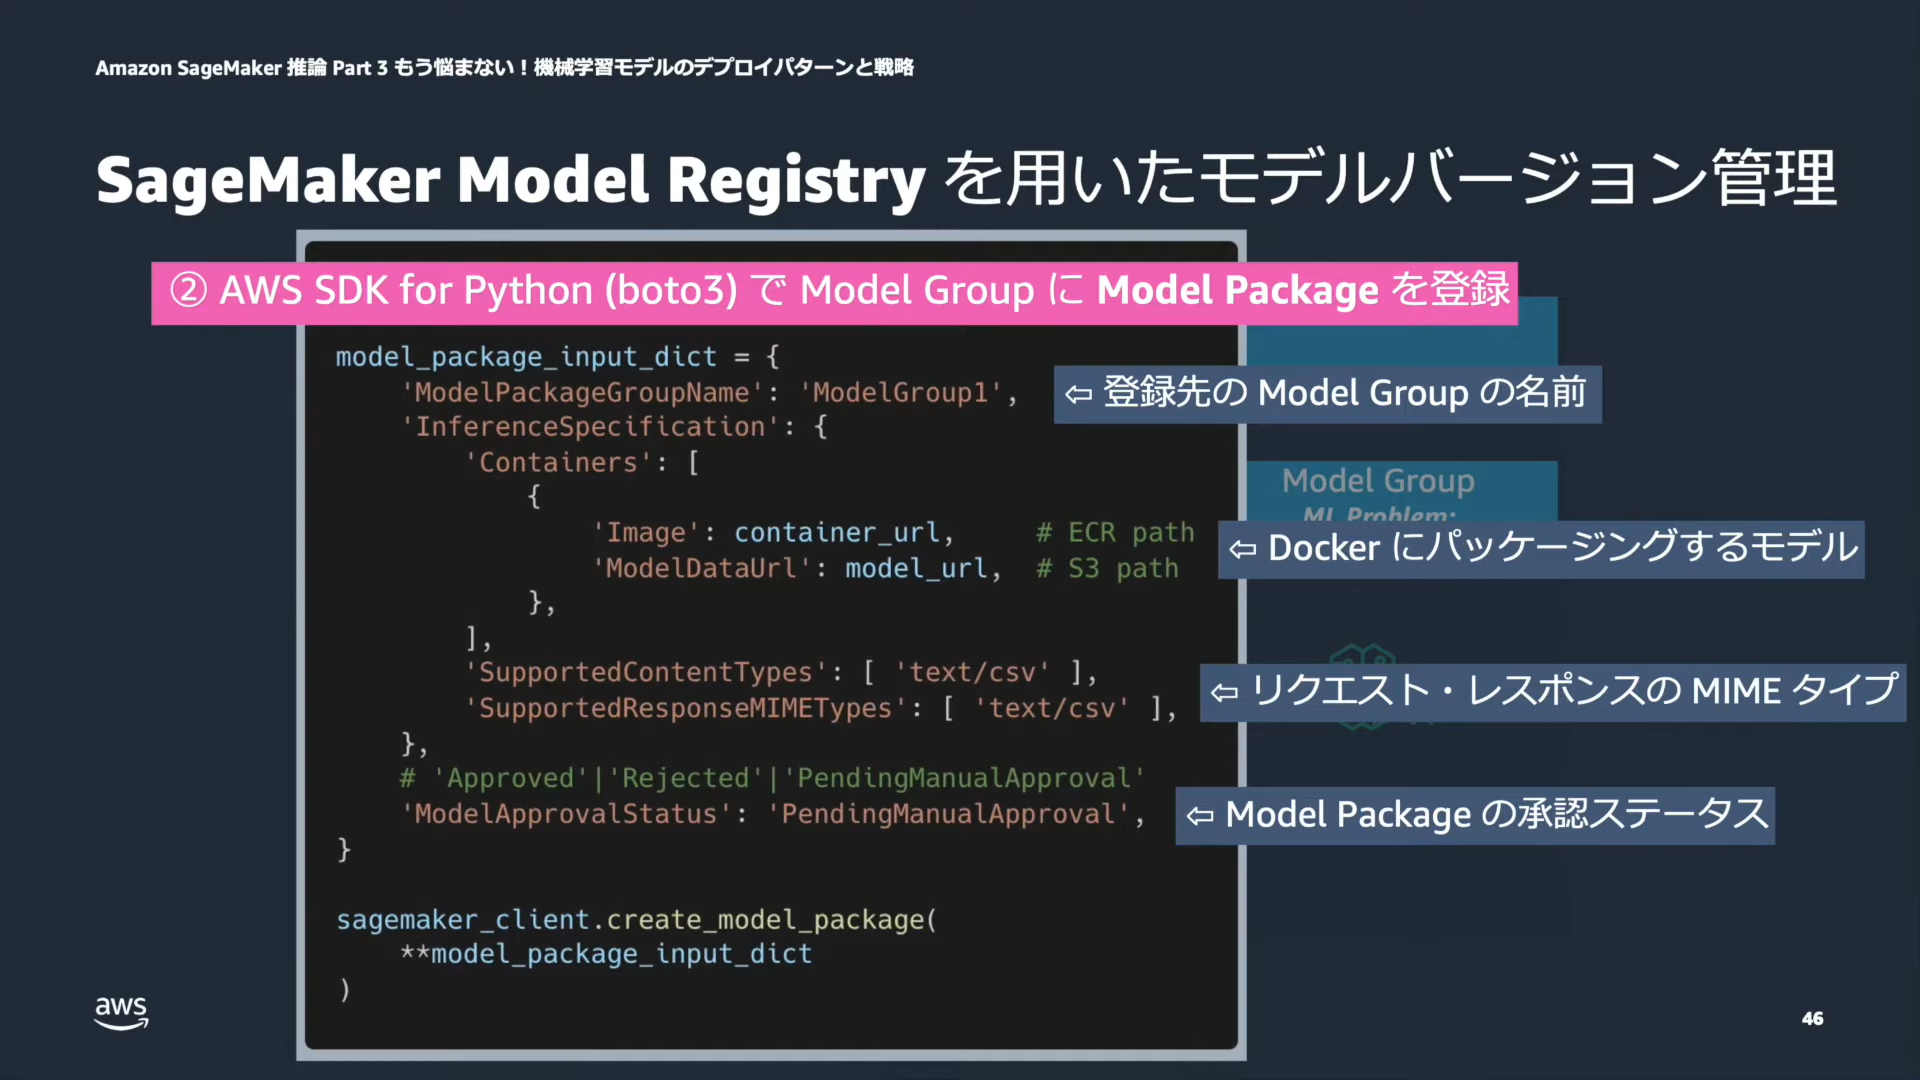 Amazon SageMaker 推論 Part 3 もう悩まない！機械学習モデルのデプロイパターンと戦略
SageMaker Model Registry を用いたモデルバージョン管理
② AWS SDK for Python (boto3) で Model Group に Model Package を登録
model_package_input_dict = {
    'ModelPackageGroupName': 'ModelGroup1',
⇦ 登録先の Model Group の名前
    'InferenceSpecification': {
        'Containers': [
            {
                'Image': container_url,     # ECR path
                'ModelDataUrl': model_url,  # S3 path
            },
Model Group
ML Problem:
⇦ Docker にパッケージングするモデル
        ],
        'SupportedContentTypes': [ 'text/csv' ],
        'SupportedResponseMIMETypes': [ 'text/csv' ],
⇦ リクエスト・レスポンスの MIME タイプ
    },
    # 'Approved'|'Rejected'|'PendingManualApproval'
    'ModelApprovalStatus': 'PendingManualApproval',
⇦ Model Package の承認ステータス
}
sagemaker_client.create_model_package(
    **model_package_input_dict
)
aws
46